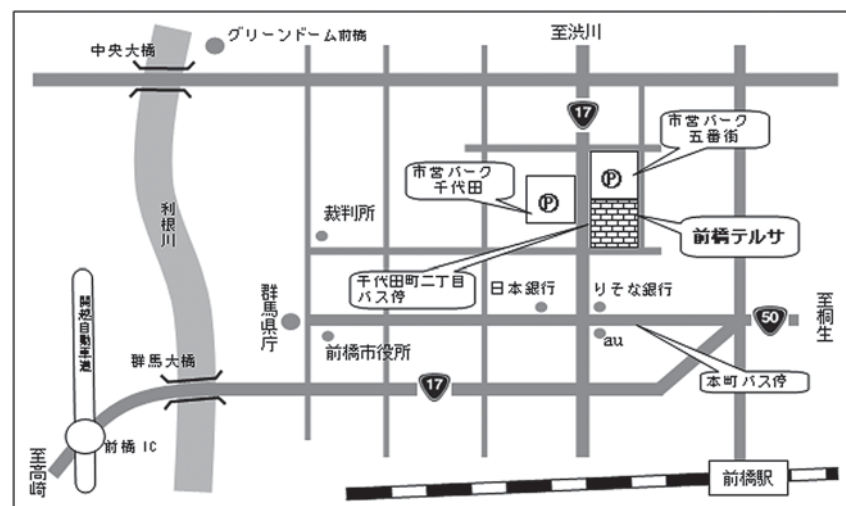 グリーンドーム前橋
中央大橋
至渋川
17
市営パーク
五番街
市営パーク
千代田
P
P
利根川
裁判所
前橋テルサ
千代田町二丁目
バス停
日本銀行
りそな銀行
群馬県庁
50
至桐生
関越自動車道
前橋市役所
au
群馬大橋
17
本町バス停
前橋IC
至高崎
前橋駅